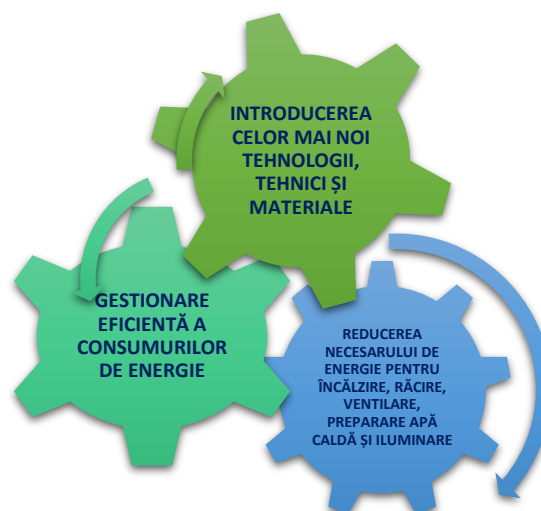 INTRODUCEREA
CELOR MAI NOI
TEHNOLOGII,
TEHNICI ȘI
MATERIALE
GESTIONARE
EFICIENTĂ A
CONSUMURILOR
DE ENERGIE
REDUCEREA
NECESARULUI DE
ENERGIE PENTRU
ÎNCĂLZIRE, RĂCIRE,
VENTILARE,
PREPARARE APĂ
CALDĂ ȘI ILUMINARE